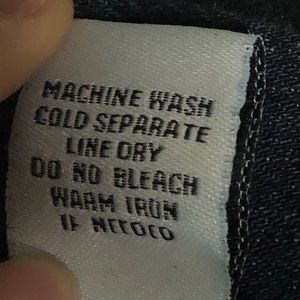 MACHINE WASH
COLD SEPARATE
LINE DRY
DO NO BLEACH
WARM IRON
IF NEEDED